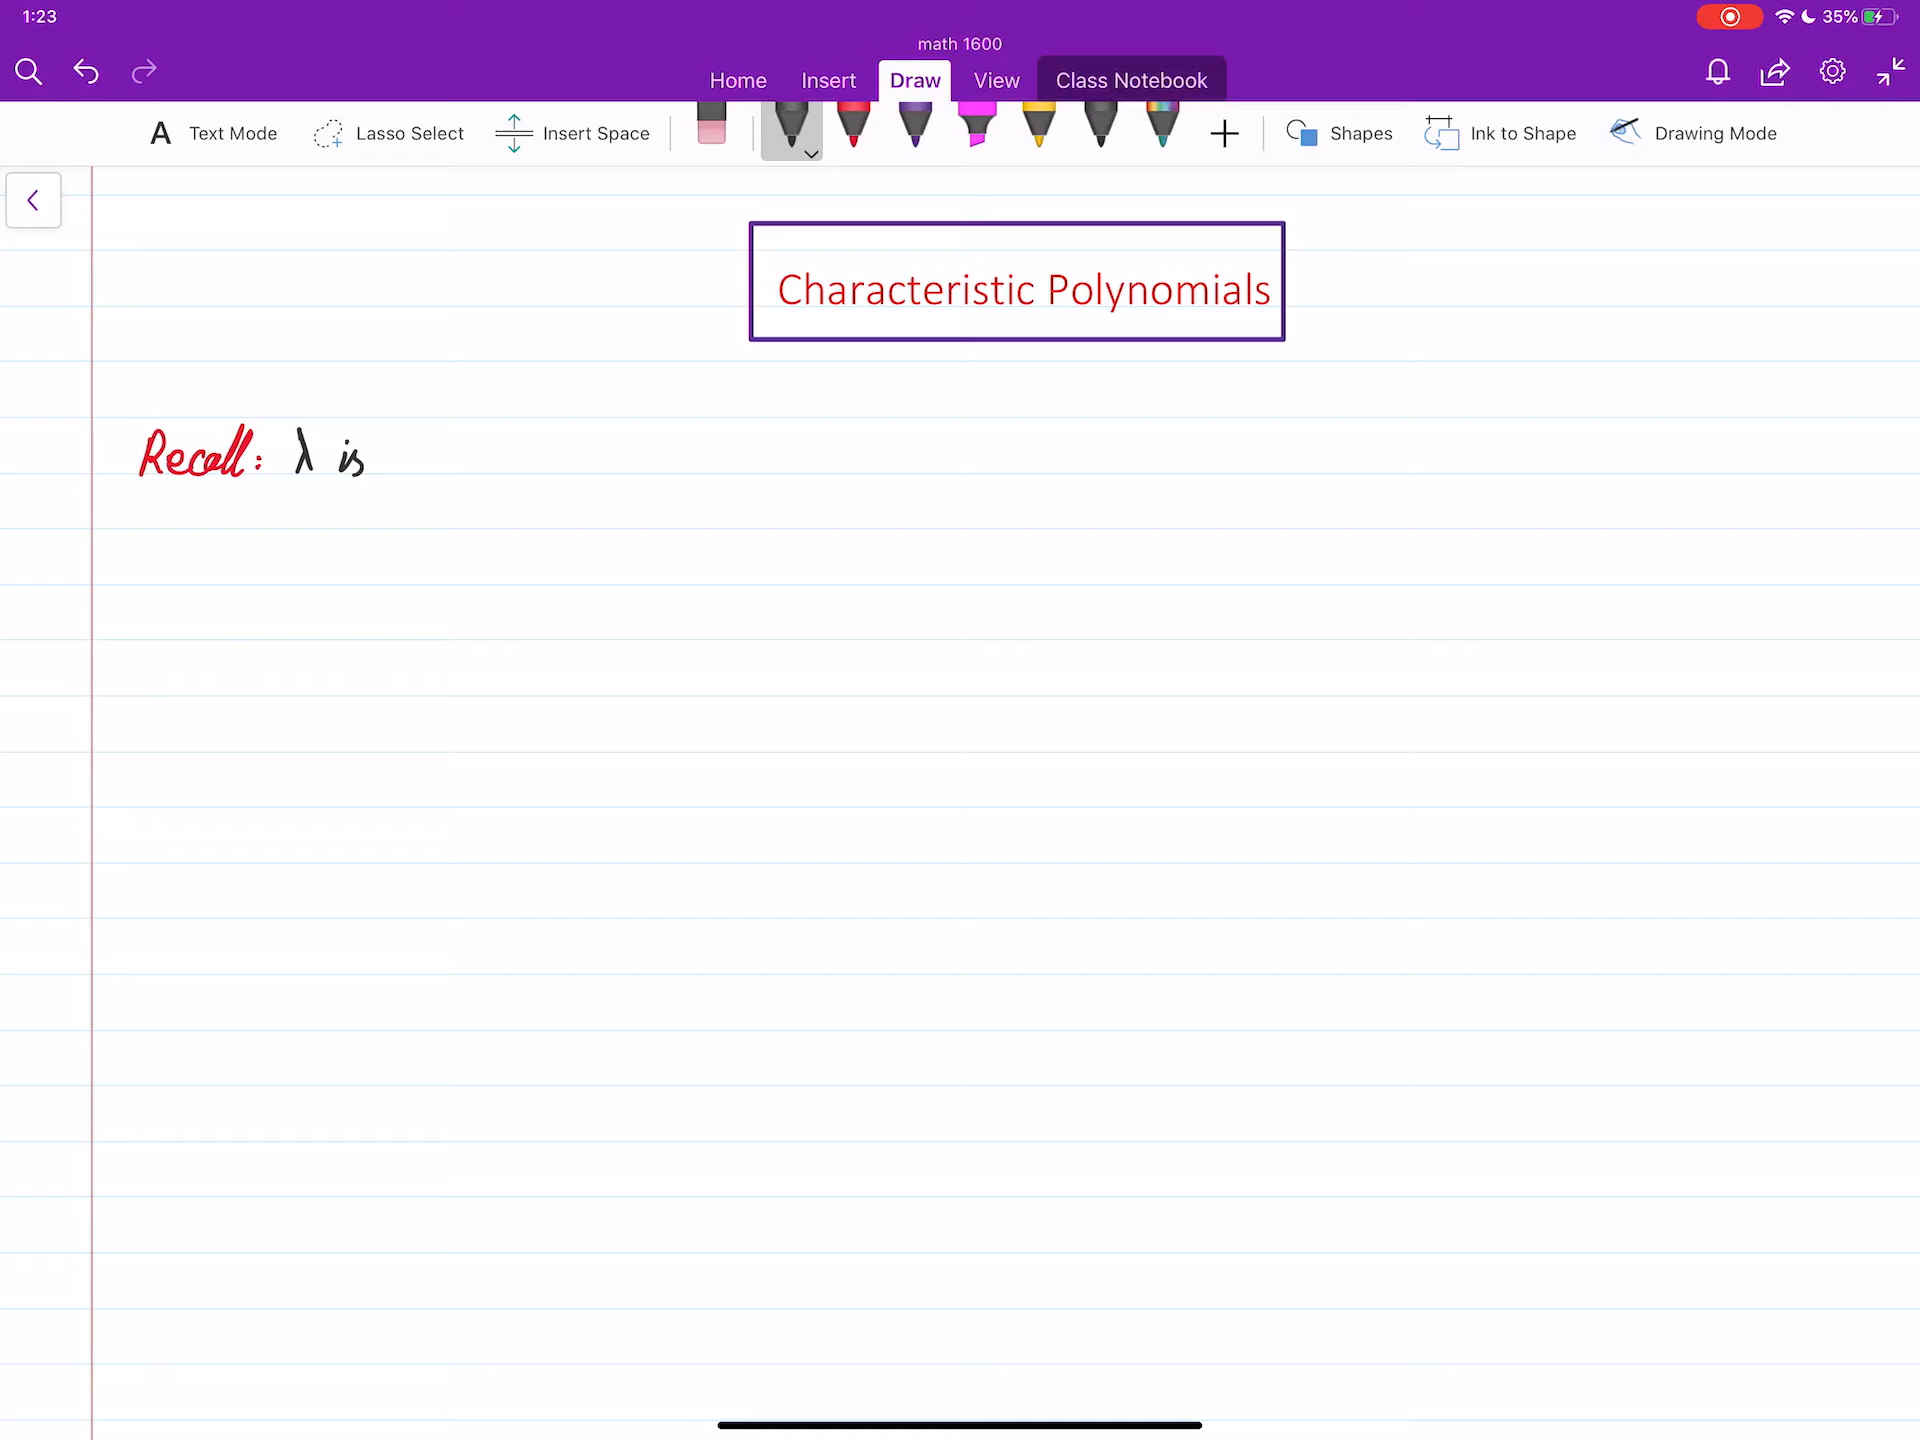 1:23
35%
math 1600
Home Insert Draw View Class Notebook
A Text Mode Lasso Select Insert Space Shapes Ink to Shape Drawing Mode
Characteristic Polynomials
Recall: λ is